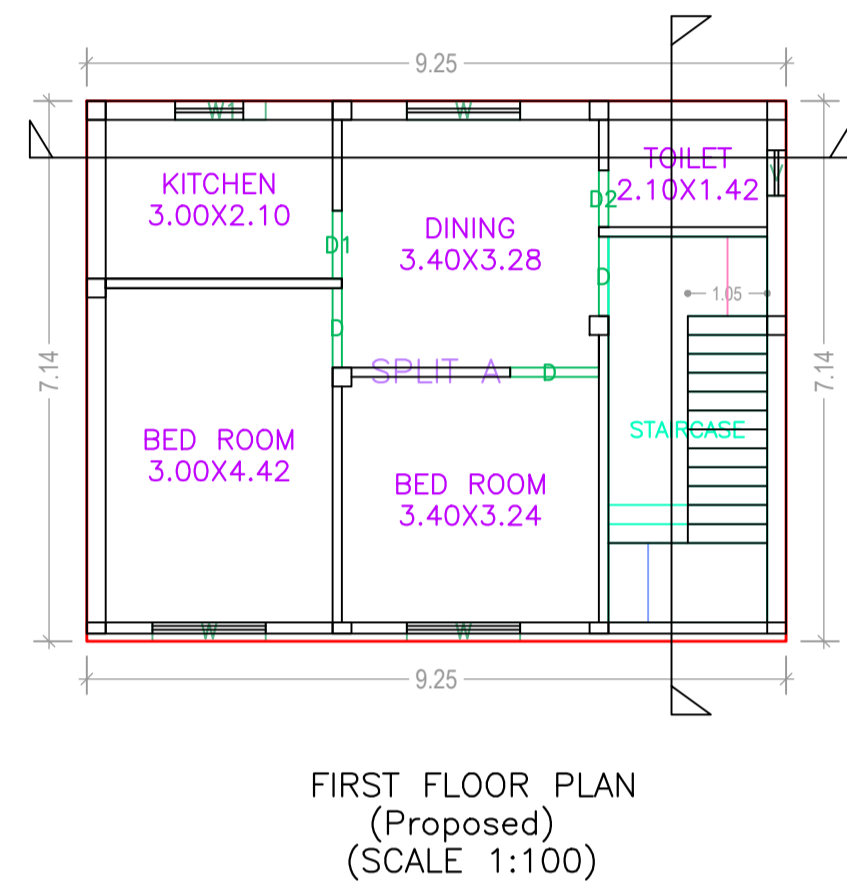 9.25
W1
W
TOILET
2.10X1.42
V
KITCHEN
3.00X2.10
D2
DINING
3.40X3.28
D1
D
1.05
D
7.14
7.14
SPLIT A
D
STAIRCASE
BED ROOM
3.00X4.42
BED ROOM
3.40X3.24
W
W
9.25
FIRST FLOOR PLAN
(Proposed)
(SCALE 1:100)